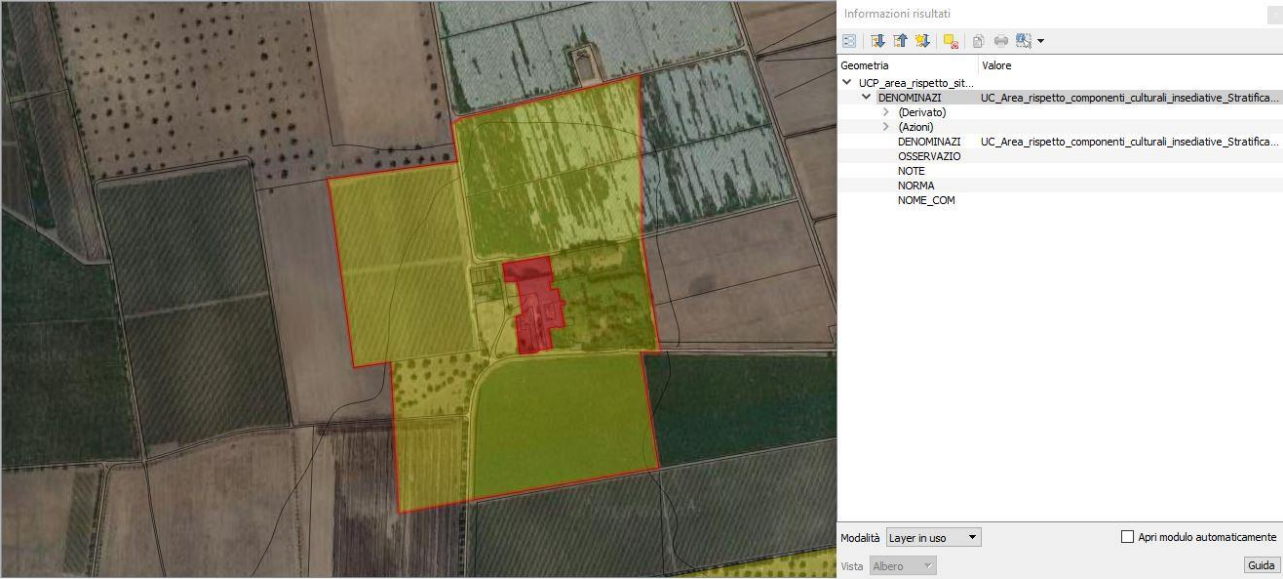 Informazioni risultati
Geometria Valore
UCP_area_rispetto_sit...
DENOMINAZI UC_Area_rispetto_componenti_culturali_insediative_Stratifica...
(Derivato)
(Azioni)
DENOMINAZI UC_Area_rispetto_componenti_culturali_insediative_Stratifica...
OSSERVAZIO
NOTE
NORMA
NOME_COM
Modalità Layer in uso Apri modulo automaticamente
Vista Albero Guida